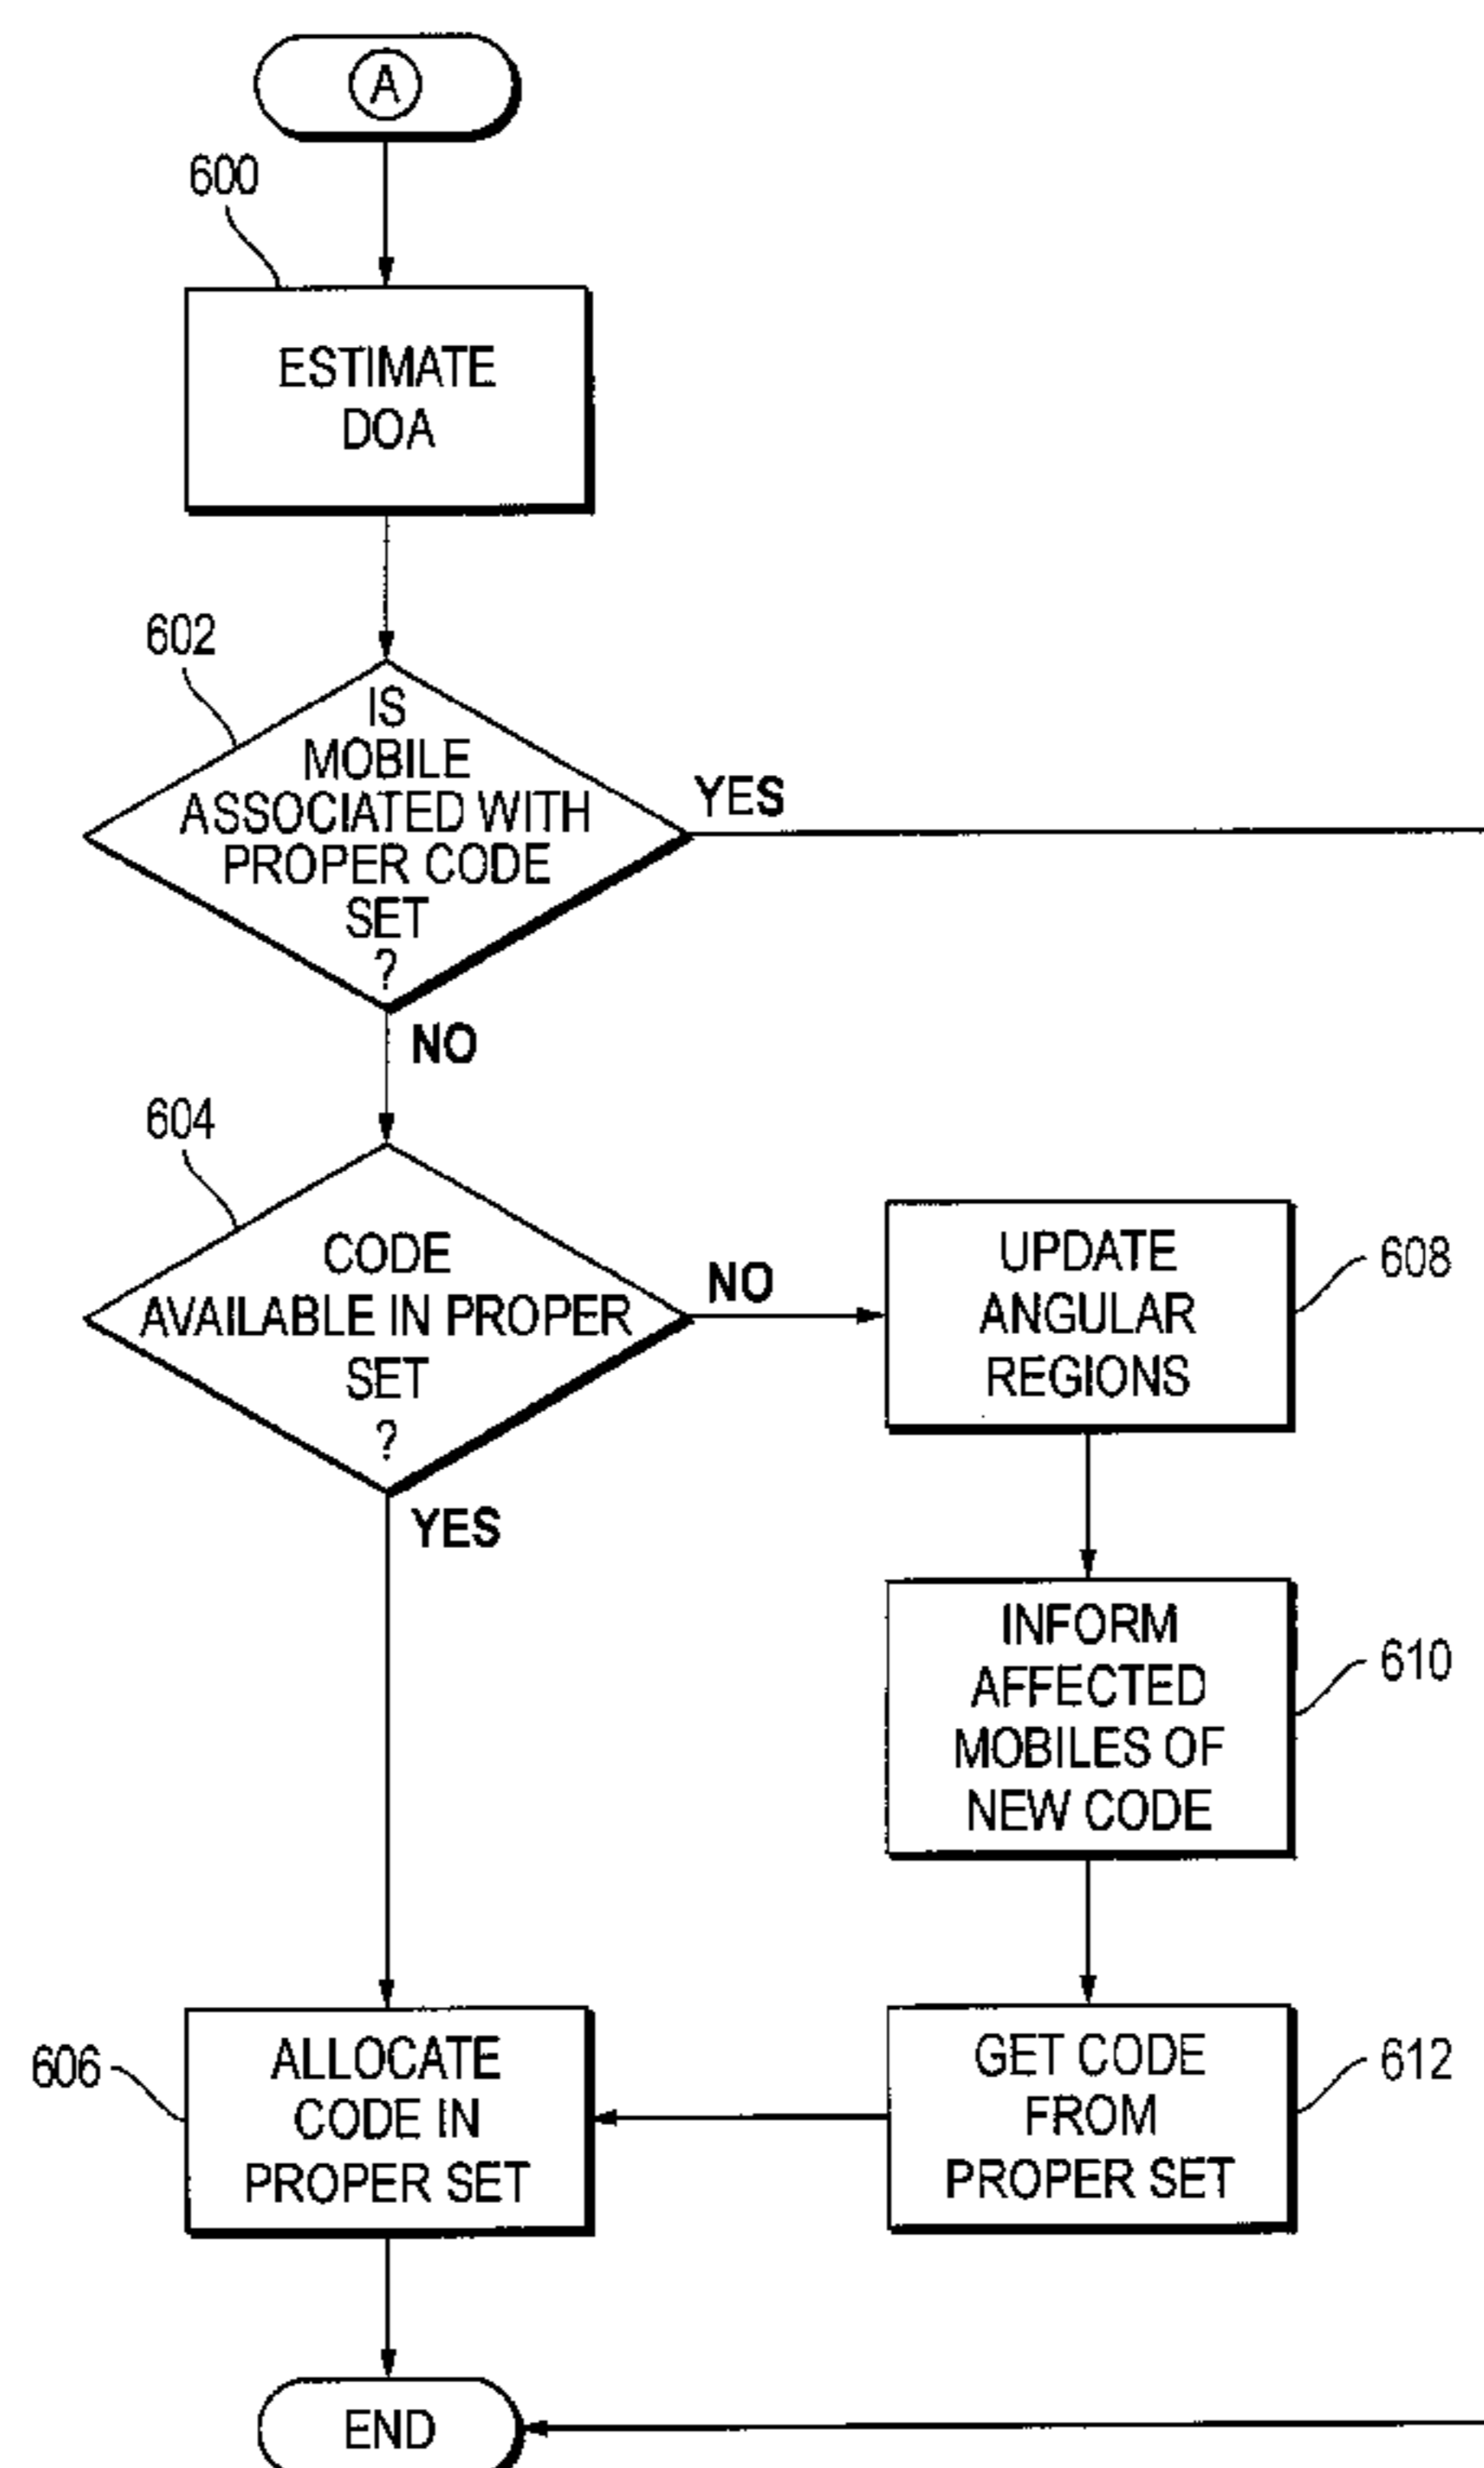 A
600
ESTIMATE
DOA
602
IS
MOBILE
ASSOCIATED WITH
PROPER CODE
SET
?
YES
NO
604
CODE
AVAILABLE IN PROPER
SET
?
NO
YES
UPDATE
ANGULAR
REGIONS
608
INFORM
AFFECTED
MOBILES OF
NEW CODE
610
606
ALLOCATE
CODE IN
PROPER SET
GET CODE
FROM
PROPER SET
612
END